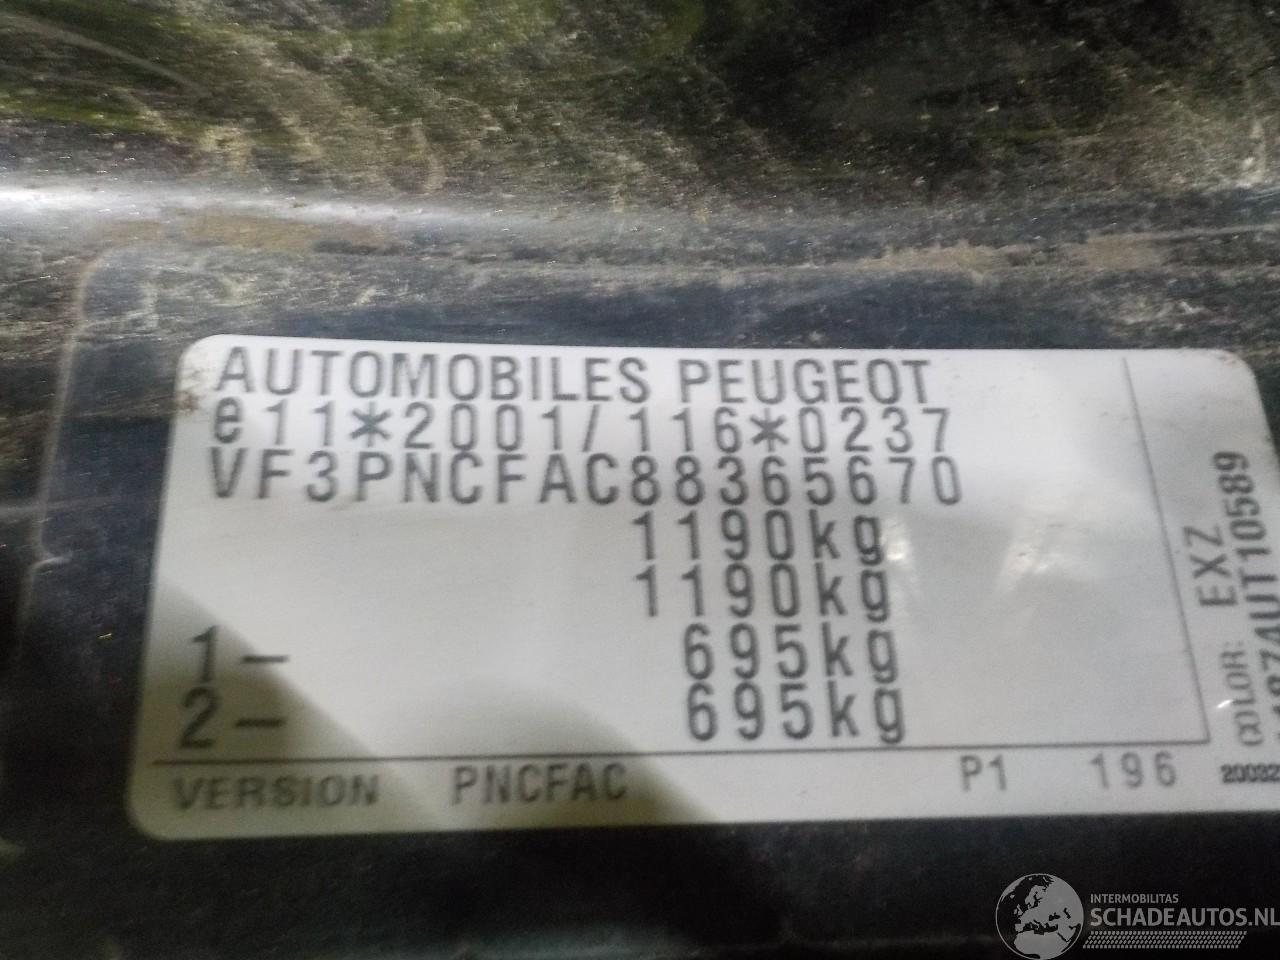 AUTOMOBILES PEUGEOT
e11*2001/116*0237
VF3PNCFAC88365670
1190kg
1190kg
1- 695kg
2- 695kg
VERSION PNCFAC P1 196
COLOR: EXZ
INTERMOBILITAS
SCHADEAUTOS.NL